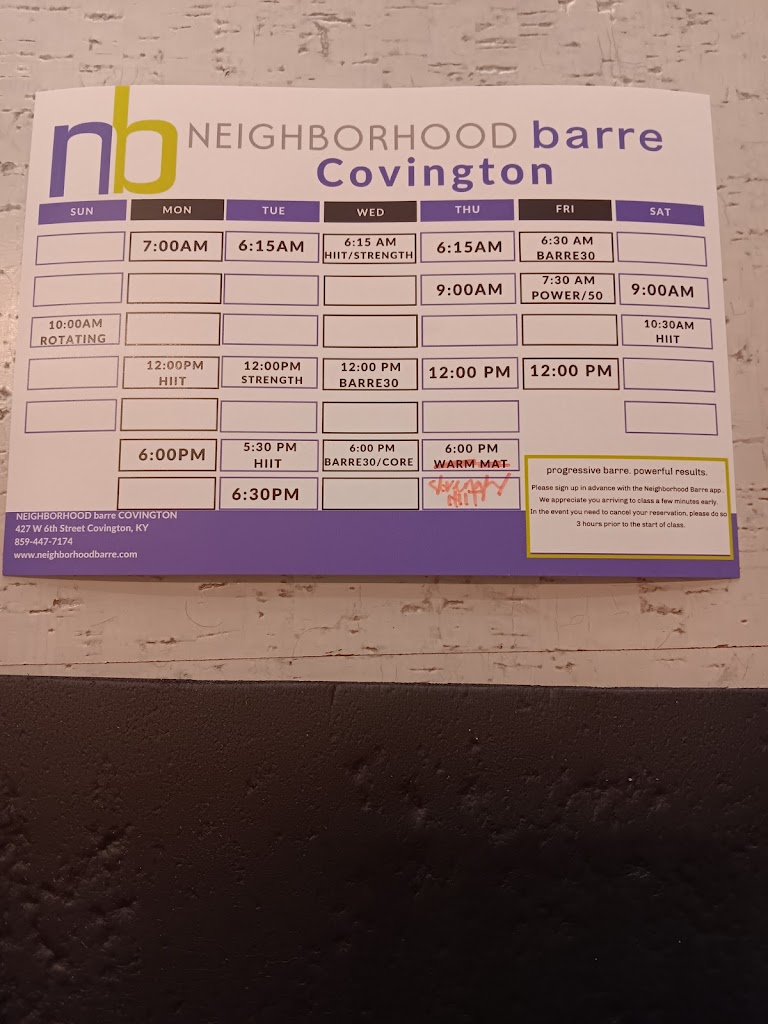 nb NEIGHBORHOOD barre
Covington
SUN MON TUE WED THU FRI SAT
7:00AM 6:15AM 6:15 AM HIIT/STRENGTH 6:15AM 6:30 AM BARRE30
9:00AM 7:30 AM POWER/50 9:00AM
10:00AM ROTATING 10:30AM HIIT
12:00PM HIIT 12:00PM STRENGTH 12:00 PM BARRE30 12:00 PM 12:00 PM
6:00PM 5:30 PM HIIT 6:00 PM BARRE30/CORE 6:00 PM WARM MAT
6:30PM HIIT
progressive barre. powerful results.
Please sign up in advance with the Neighborhood Barre app.
We appreciate you arriving to class a few minutes early.
In the event you need to cancel your reservation, please do so
3 hours prior to the start of class.
NEIGHBORHOOD barre COVINGTON
427 W 6th Street Covington, KY
859-447-7174
www.neighborhoodbarre.com